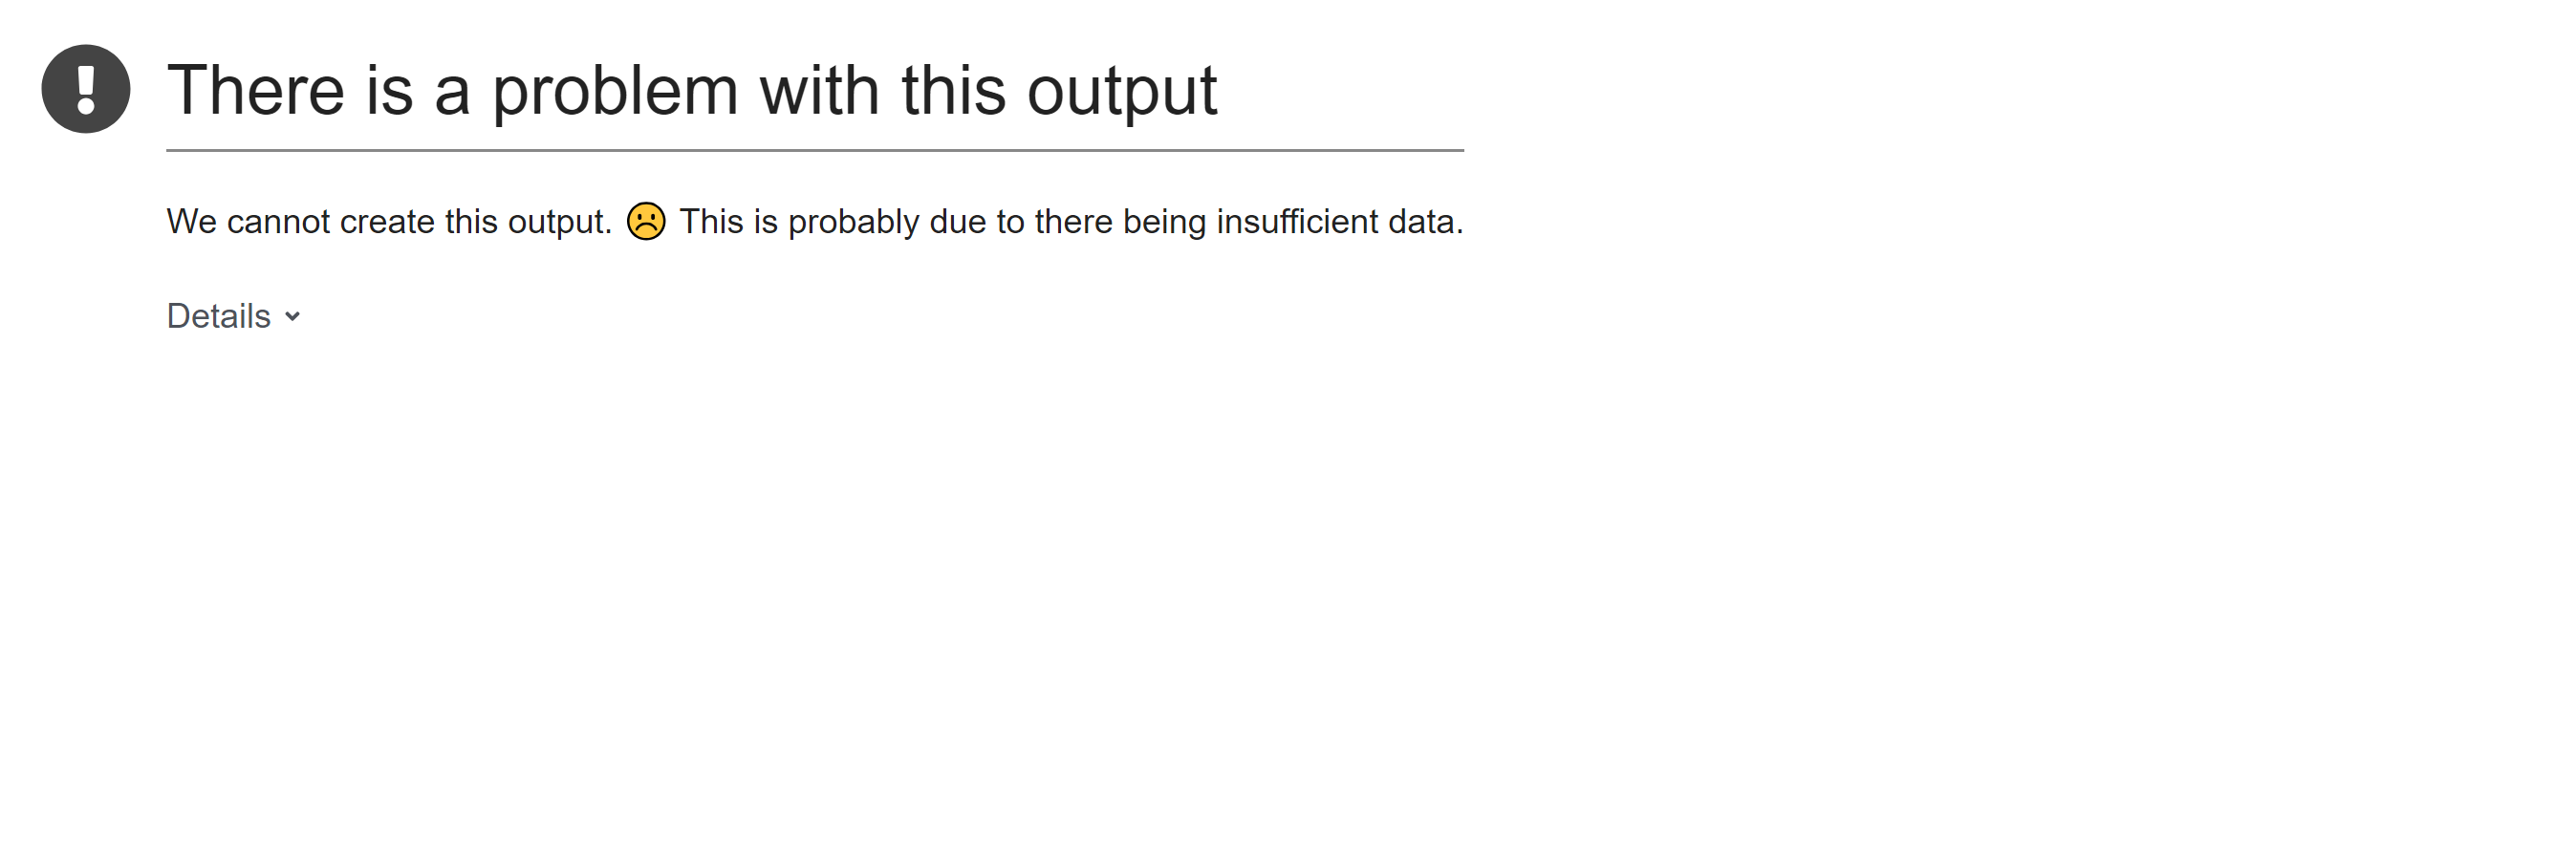 There is a problem with this output
We cannot create this output. ☹️ This is probably due to there being insufficient data.
Details